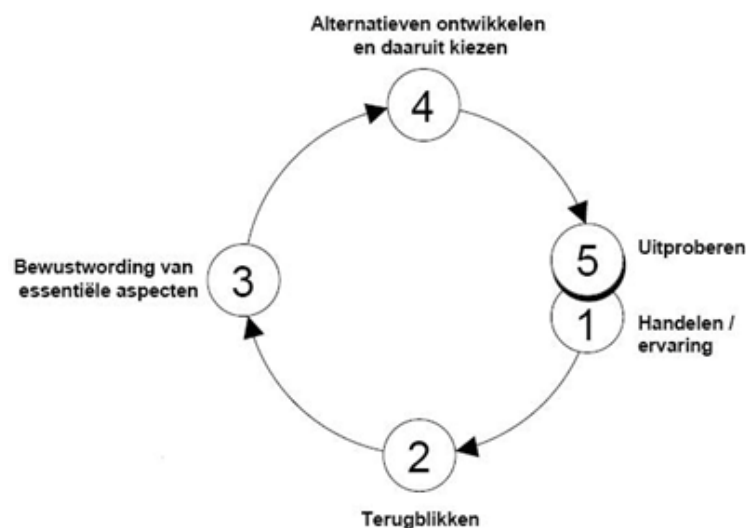 Alternatieven ontwikkelen
en daaruit kiezen
4
5
Uitproberen
Bewustwording van
essentiële aspecten
3
1
Handelen /
ervaring
2
Terugblikken